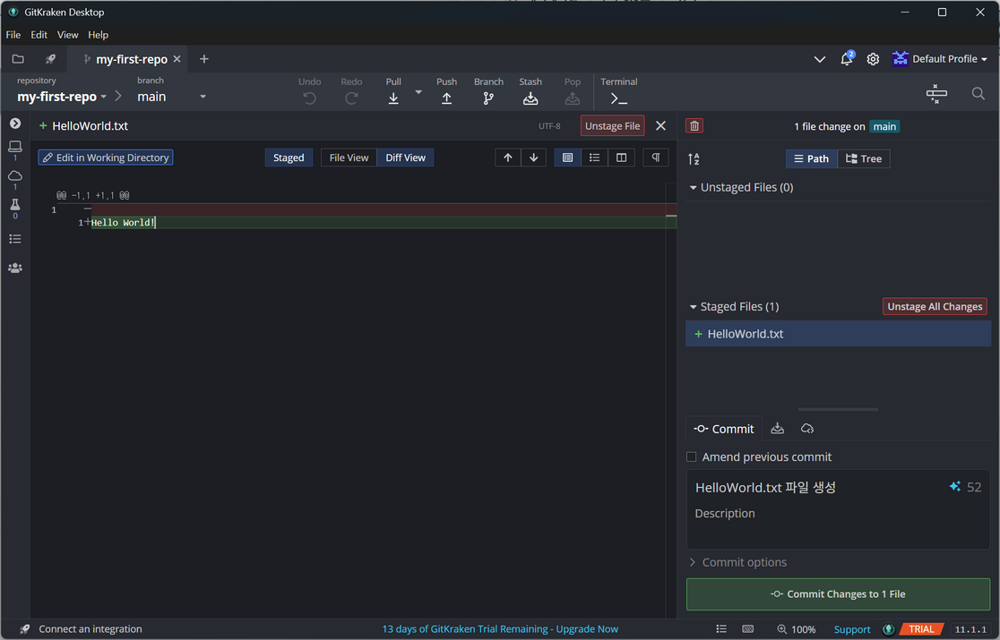 GitKraken Desktop
File Edit View Help
my-first-repo
2
Default Profile
repository
my-first-repo
branch
main
Undo
Redo
Pull
Push
Branch
Stash
Pop
Terminal
HelloWorld.txt
UTF-8
Unstage File
Edit in Working Directory
Staged
File View
Diff View
@@ -1,1 +1,1 @@
1 -
1 +Hello World!
1
1
0
1 file change on main
Path
Tree
Unstaged Files (0)
Staged Files (1)
Unstage All Changes
+ HelloWorld.txt
Commit
Amend previous commit
HelloWorld.txt 파일 생성
52
Description
Commit options
Commit Changes to 1 File
Connect an integration
13 days of GitKraken Trial Remaining - Upgrade Now
100%
Support
TRIAL
11.1.1